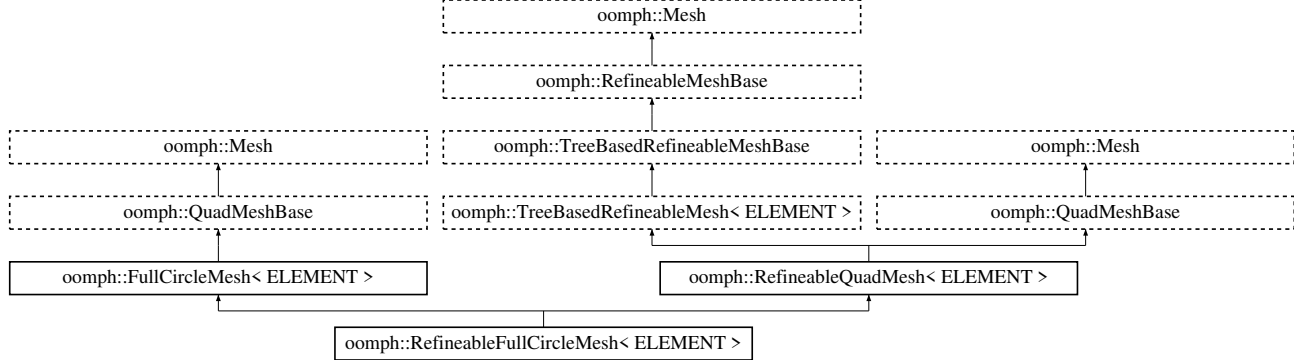 oomph::Mesh
oomph::RefineableMeshBase
oomph::Mesh oomph::TreeBasedRefineableMeshBase oomph::Mesh
oomph::QuadMeshBase oomph::TreeBasedRefineableMesh< ELEMENT > oomph::QuadMeshBase
oomph::FullCircleMesh< ELEMENT > oomph::RefineableQuadMesh< ELEMENT >
oomph::RefineableFullCircleMesh< ELEMENT >